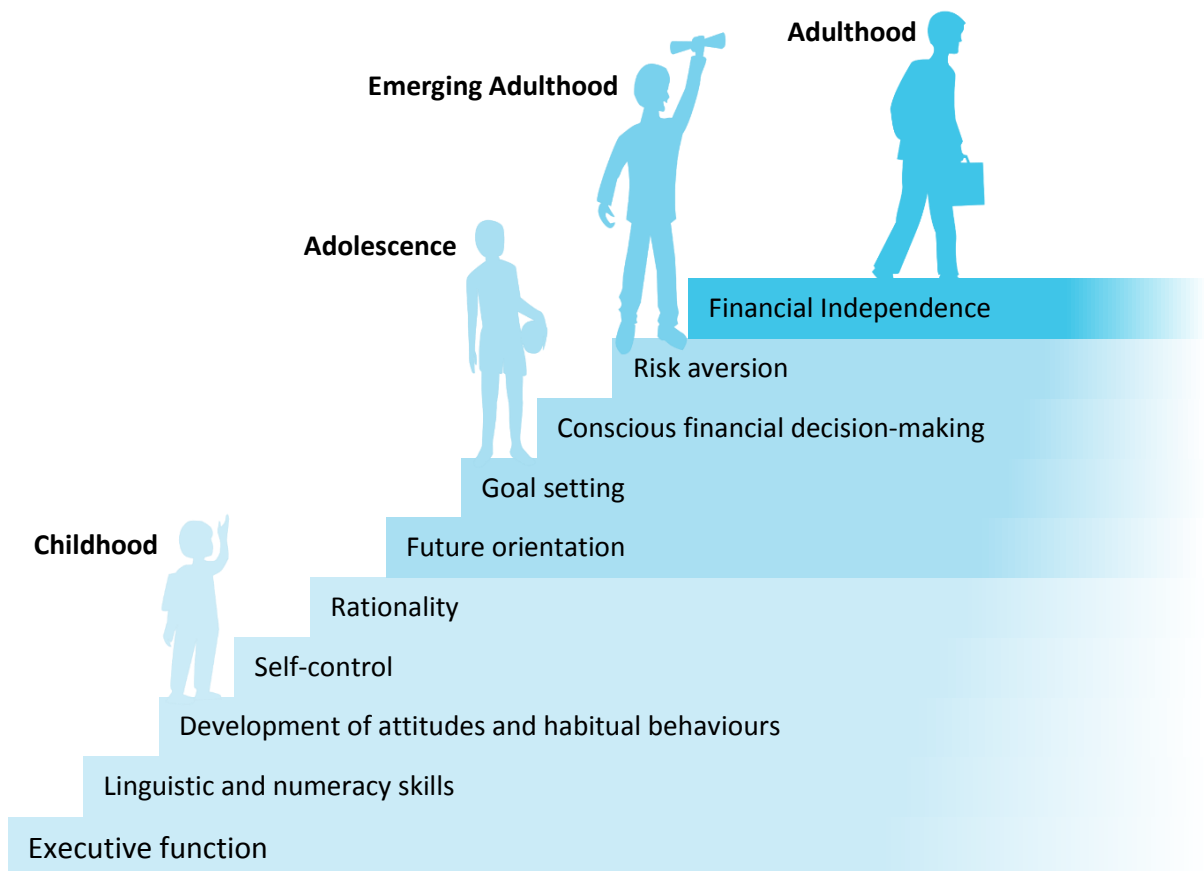 Adulthood
Emerging Adulthood
Adolescence
Financial Independence
Risk aversion
Conscious financial decision-making
Goal setting
Childhood
Future orientation
Rationality
Self-control
Development of attitudes and habitual behaviours
Linguistic and numeracy skills
Executive function